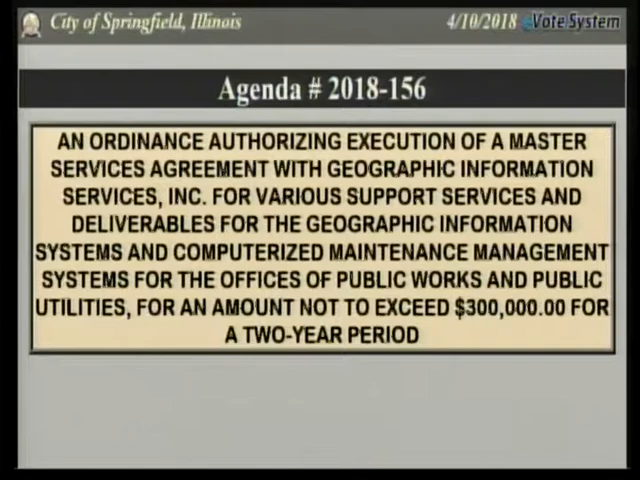 City of Springfield, Illinois
4/10/2018 eVote System
Agenda # 2018-156
AN ORDINANCE AUTHORIZING EXECUTION OF A MASTER
SERVICES AGREEMENT WITH GEOGRAPHIC INFORMATION
SERVICES, INC. FOR VARIOUS SUPPORT SERVICES AND
DELIVERABLES FOR THE GEOGRAPHIC INFORMATION
SYSTEMS AND COMPUTERIZED MAINTENANCE MANAGEMENT
SYSTEMS FOR THE OFFICES OF PUBLIC WORKS AND PUBLIC
UTILITIES, FOR AN AMOUNT NOT TO EXCEED $300,000.00 FOR
A TWO-YEAR PERIOD